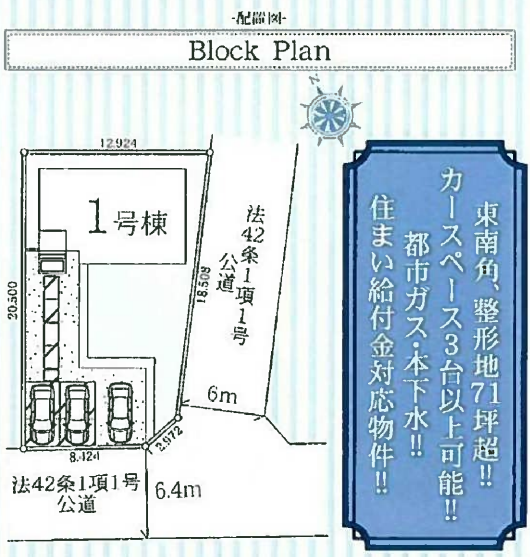 -配置図-
Block Plan
N
12.924
1号棟
20.500
18.508
法42条1項1号
公道
6m
2.972
8.424
法42条1項1号
公道
6.4m
東南角、整形地71坪超!!
カースペース3台以上可能!!
都市ガス・本下水!!
住まい給付金対応物件!!